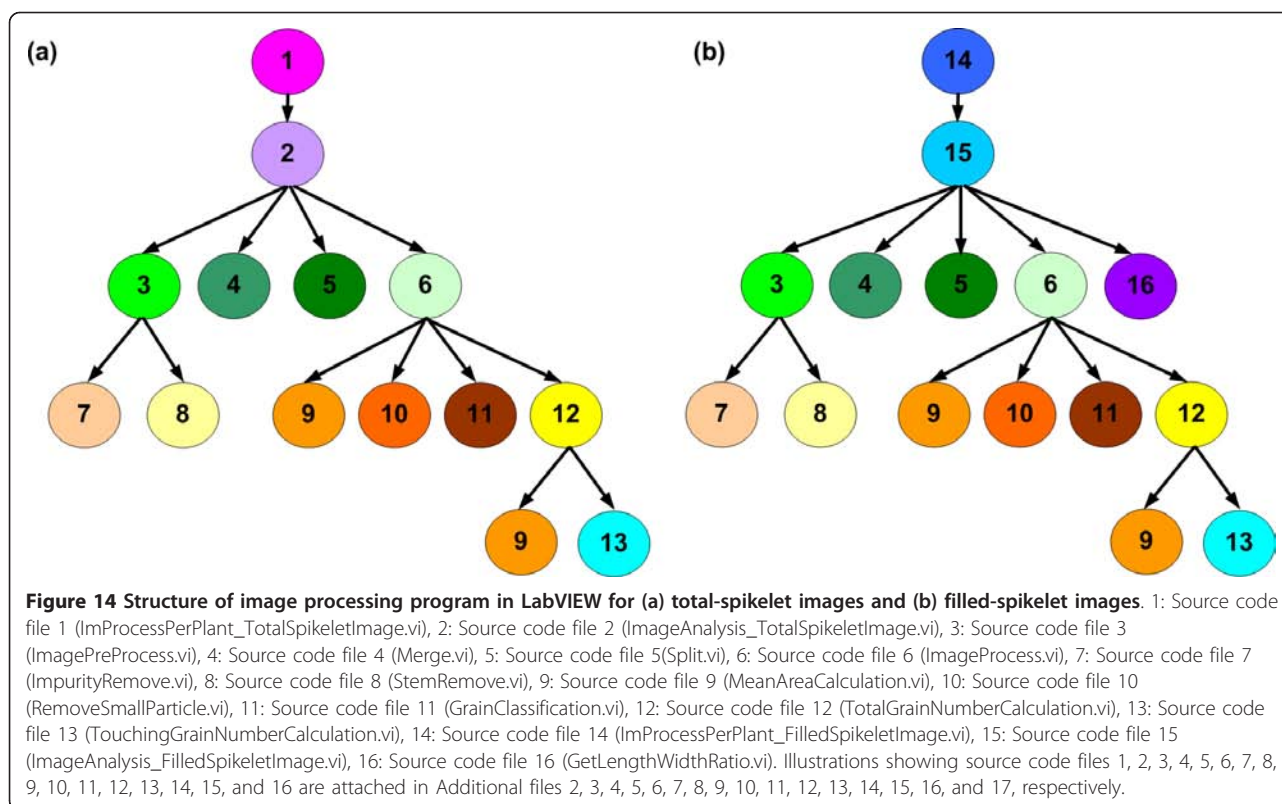 (a)
(b)
1
14
2
15
3 4 5 6
3 4 5 6 16
7 8 9 10 11 12
7 8 9 10 11 12
9 13
9 13
Figure 14 Structure of image processing program in LabVIEW for (a) total-spikelet images and (b) filled-spikelet images. 1: Source code
file 1 (ImProcessPerPlant_TotalSpikeletImage.vi), 2: Source code file 2 (ImageAnalysis_TotalSpikeletImage.vi), 3: Source code file 3
(ImagePreProcess.vi), 4: Source code file 4 (Merge.vi), 5: Source code file 5(Split.vi), 6: Source code file 6 (ImageProcess.vi), 7: Source code file 7
(ImpurityRemove.vi), 8: Source code file 8 (StemRemove.vi), 9: Source code file 9 (MeanAreaCalculation.vi), 10: Source code file 10
(RemoveSmallParticle.vi), 11: Source code file 11 (GrainClassification.vi), 12: Source code file 12 (TotalGrainNumberCalculation.vi), 13: Source code
file 13 (TouchingGrainNumberCalculation.vi), 14: Source code file 14 (ImProcessPerPlant_FilledSpikeletImage.vi), 15: Source code file 15
(ImageAnalysis_FilledSpikeletImage.vi), 16: Source code file 16 (GetLengthWidthRatio.vi). Illustrations showing source code files 1, 2, 3, 4, 5, 6, 7, 8,
9, 10, 11, 12, 13, 14, 15, and 16 are attached in Additional files 2, 3, 4, 5, 6, 7, 8, 9, 10, 11, 12, 13, 14, 15, 16, and 17, respectively.